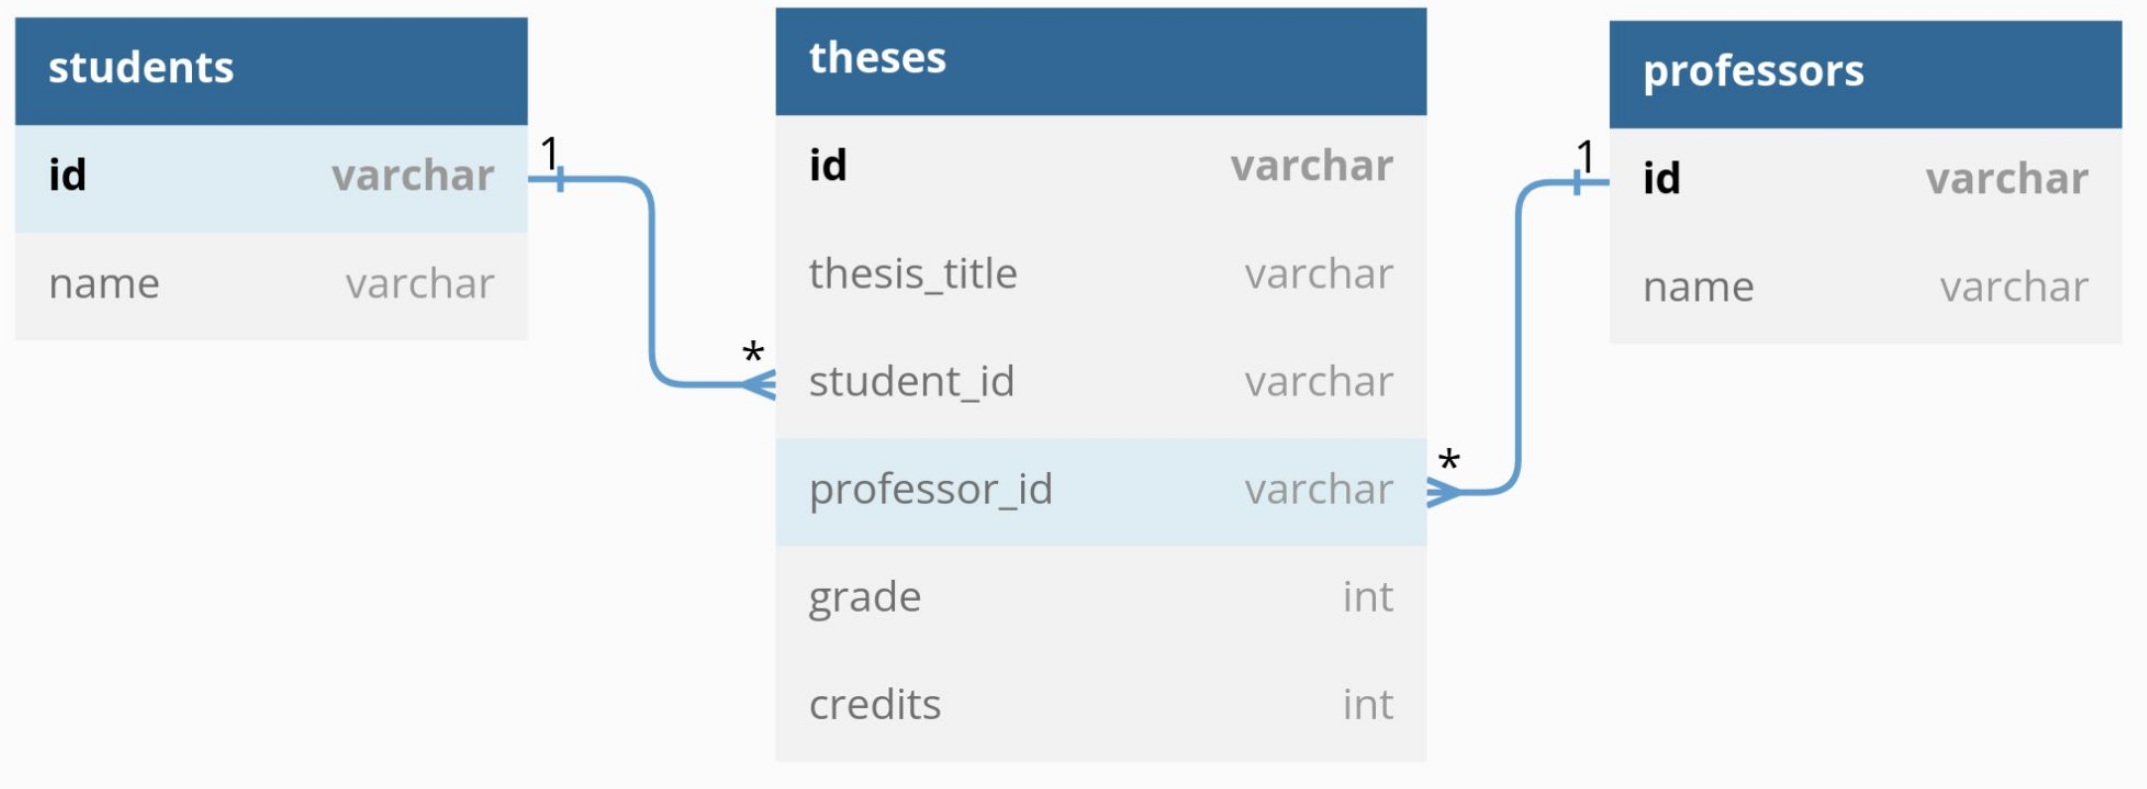 students
id varchar
name varchar
1
*
theses
id varchar
thesis_title varchar
student_id varchar
professor_id varchar
grade int
credits int
*
1
professors
id varchar
name varchar